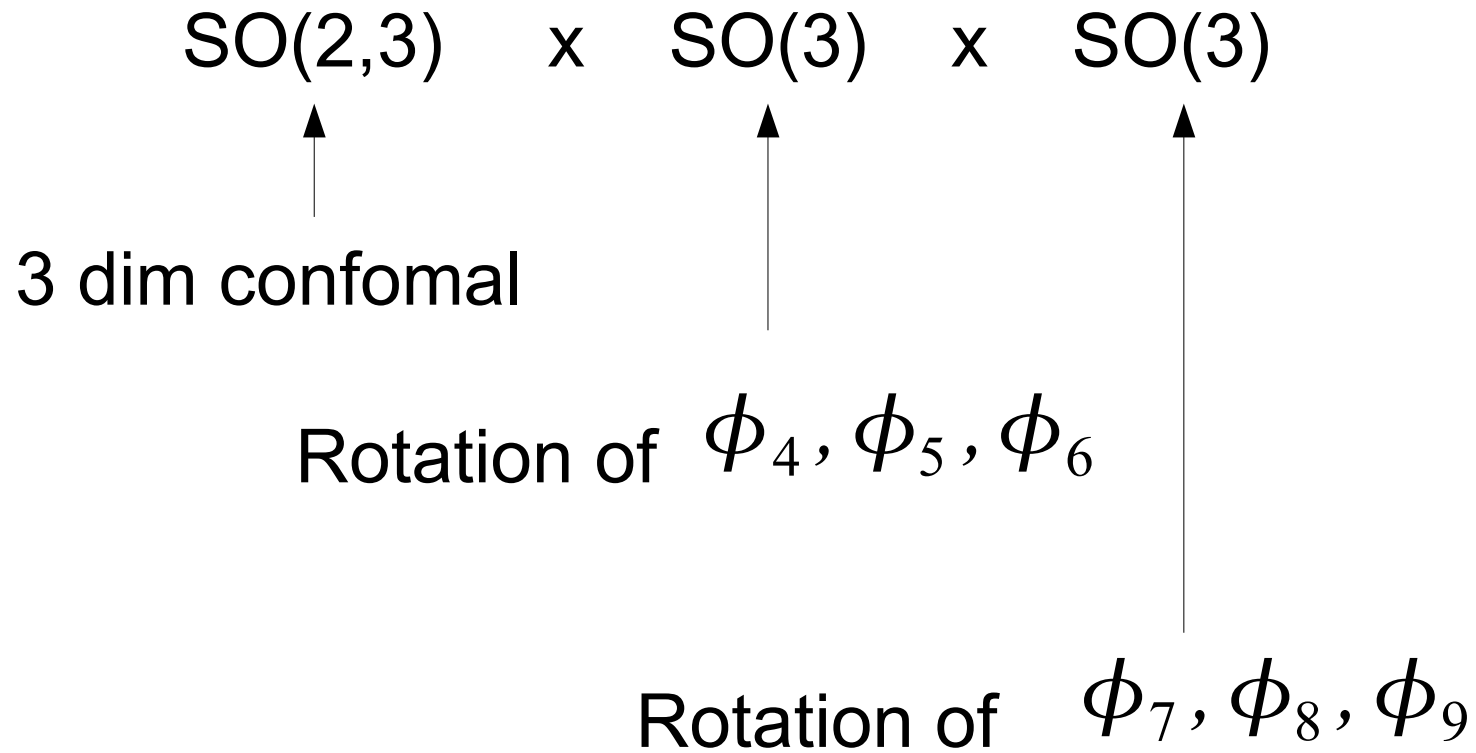 SO(2,3) x SO(3) x SO(3)
3 dim confomal
Rotation of ϕ₄, ϕ₅, ϕ₆
Rotation of ϕ₇, ϕ₈, ϕ₉